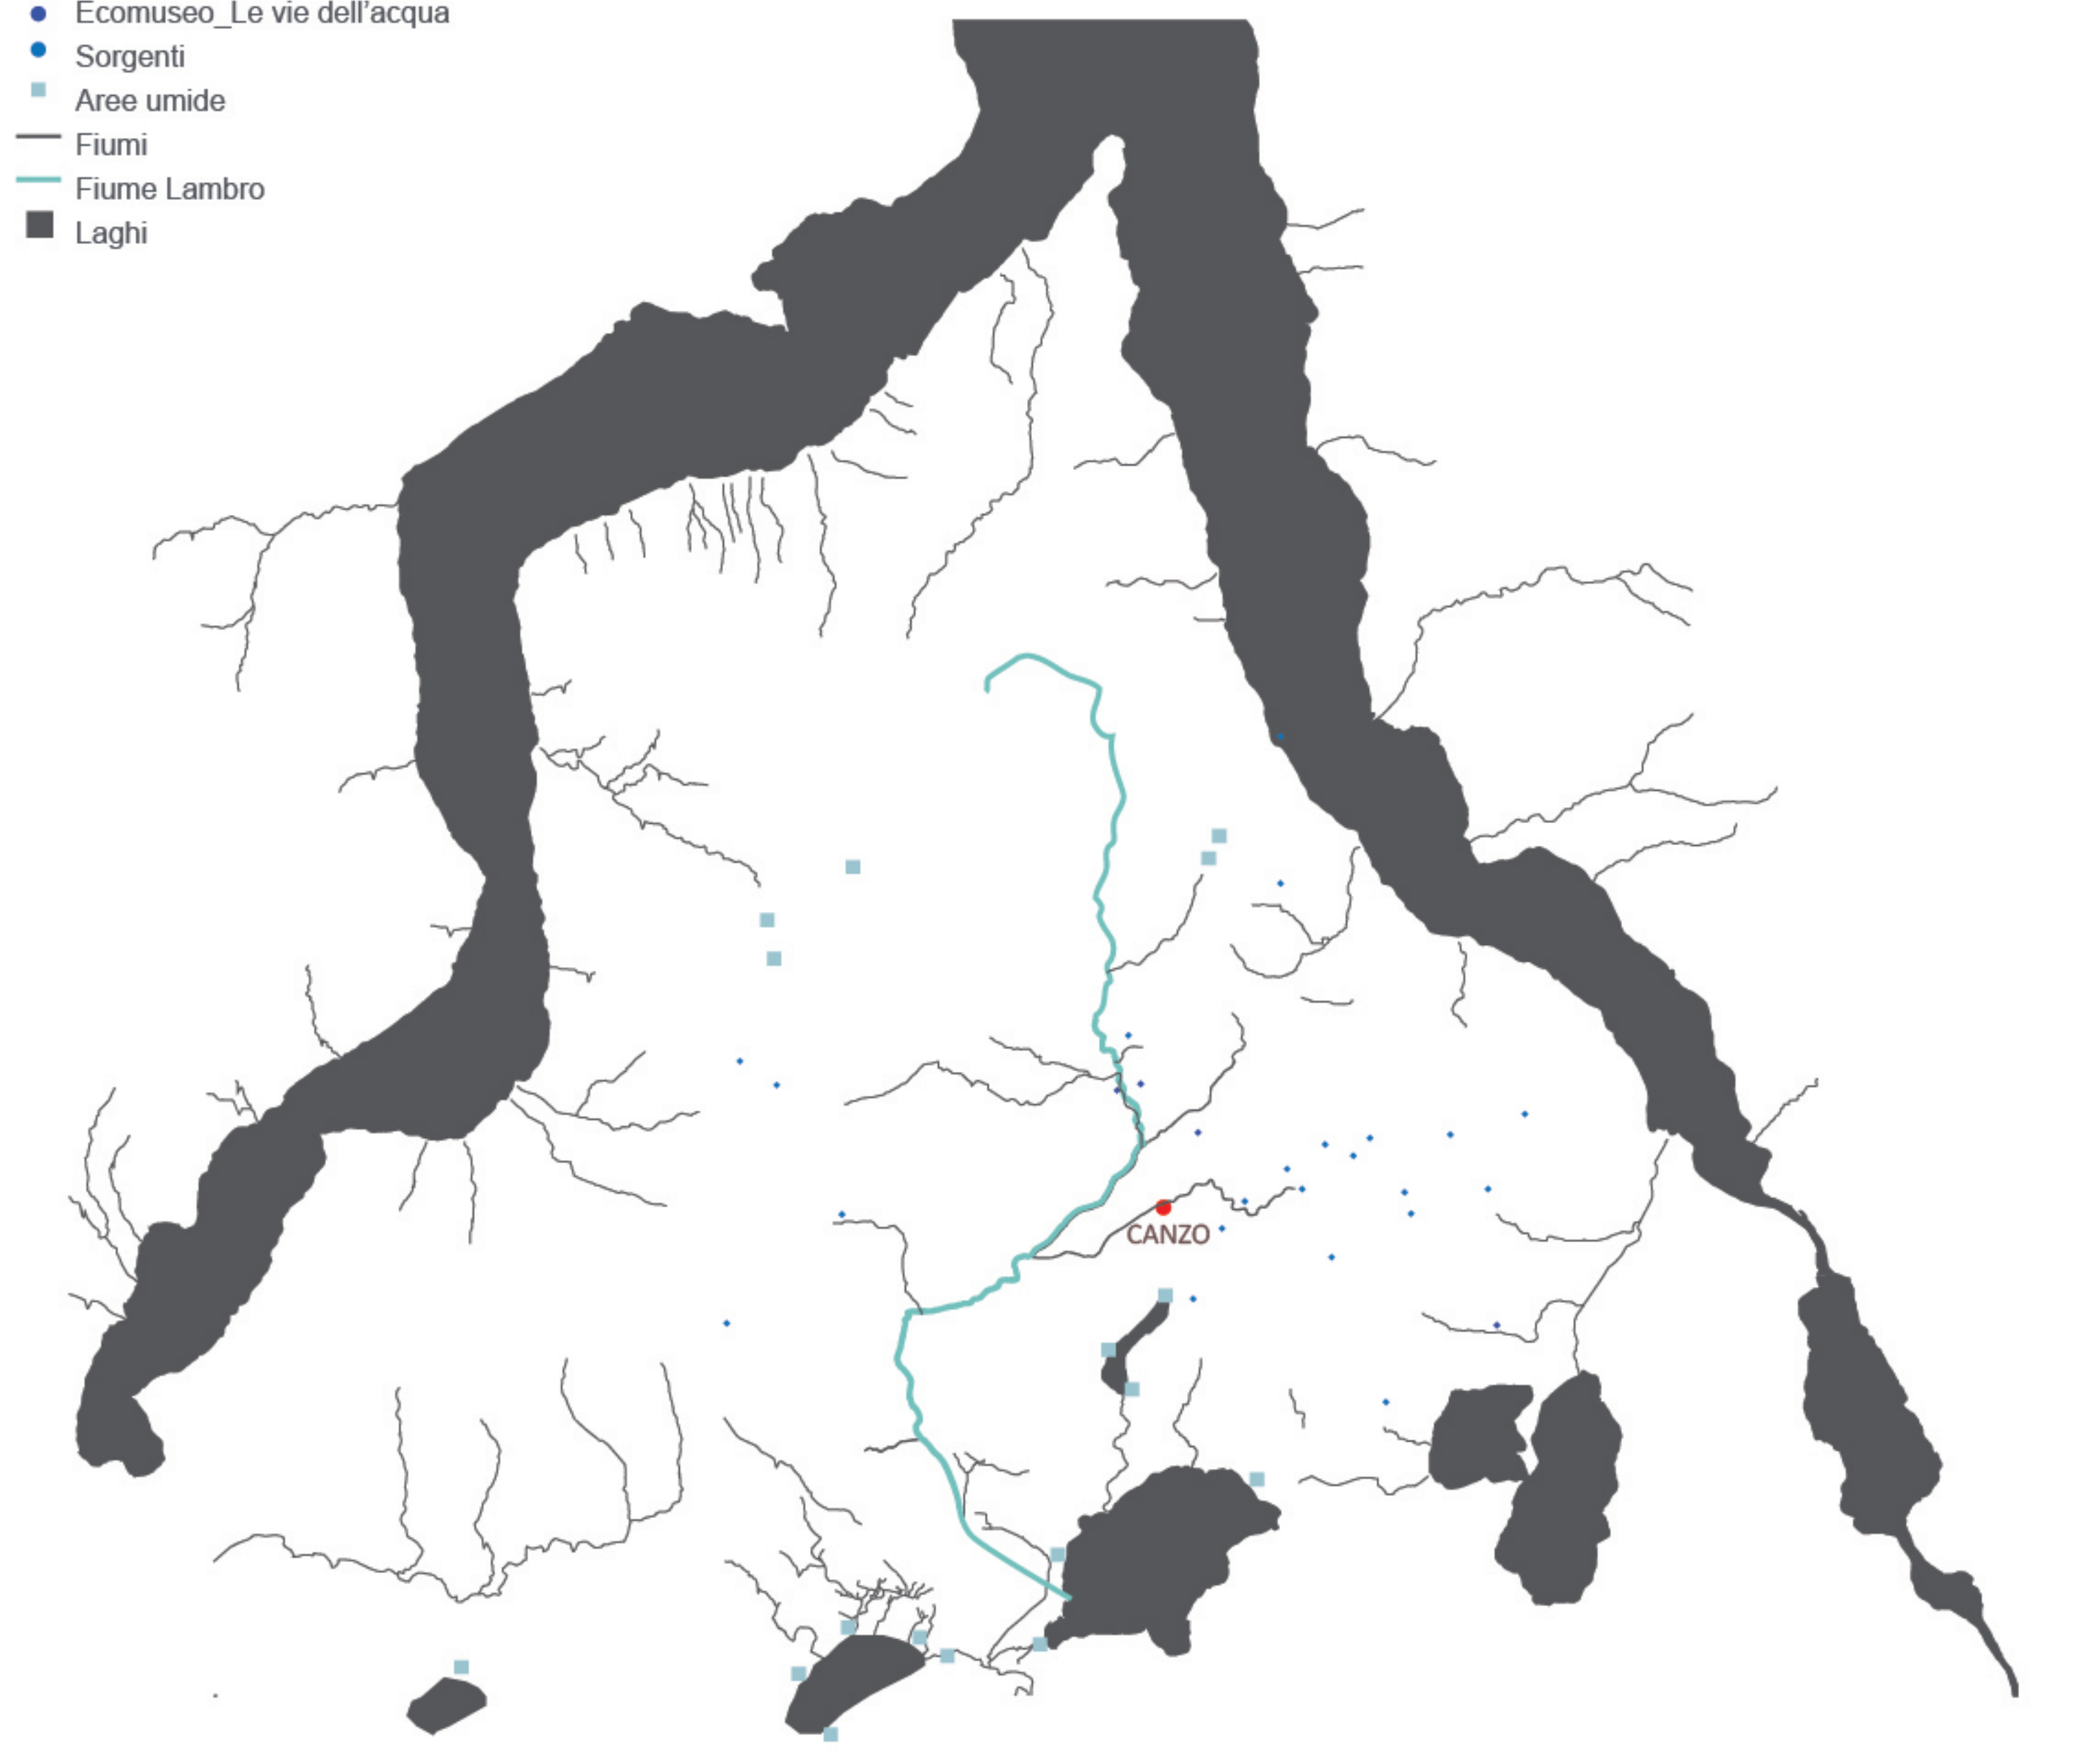 Ecomuseo_Le vie dell'acqua
Sorgenti
Aree umide
Fiumi
Fiume Lambro
Laghi
CANZO